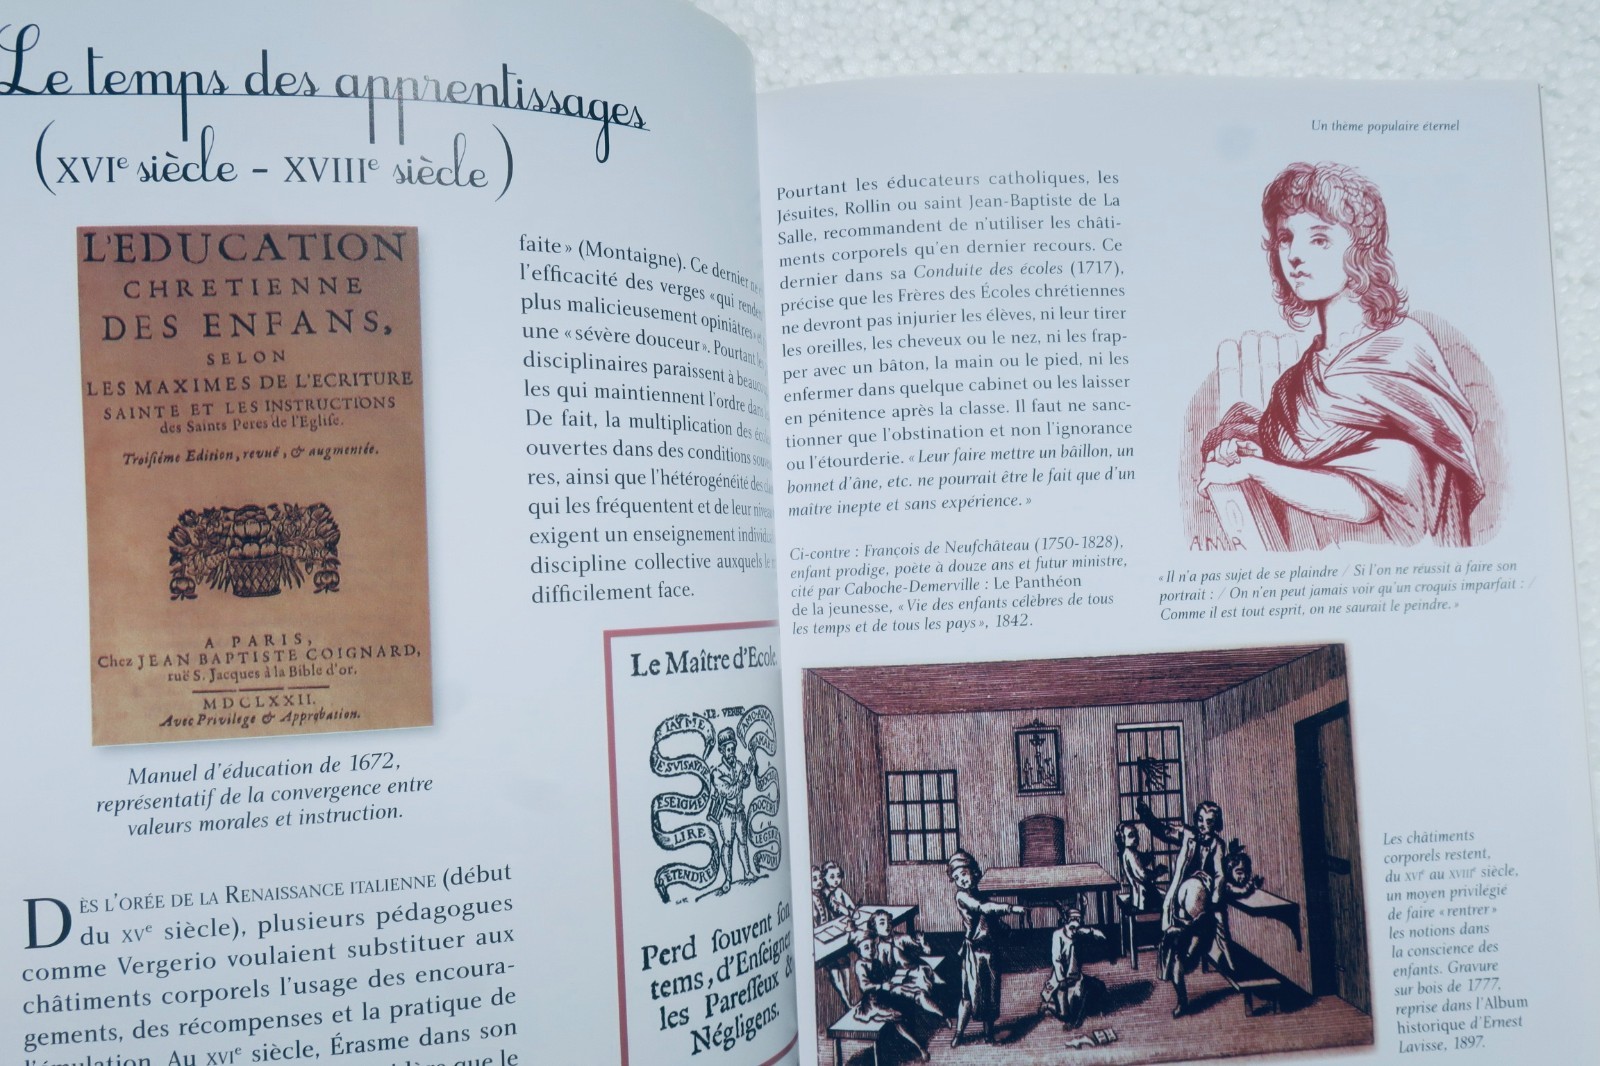 Le temps des apprentissages
(XVIe siècle – XVIIIe siècle)
L'EDUCATION
CHRETIENNE
DES ENFANS,
SELON
LES MAXIMES DE L'ECRITURE
SAINTE ET LES INSTRUCTIONS
des Saints Peres de l'Eglise.
Troisiéme Edition, revuë, & augmentée.
A PARIS,
Chez JEAN BAPTISTE COIGNARD,
ruë S. Jacques à la Bible d'or.
MDCLXXII.
Avec Privilege & Approbation.
Manuel d'éducation de 1672,
représentatif de la convergence entre
valeurs morales et instruction.
DÈS L'ORÉE DE LA RENAISSANCE ITALIENNE (début
du XVe siècle), plusieurs pédagogues
comme Vergerio voulaient substituer aux
châtiments corporels l'usage des encoura-
gements, des récompenses et la pratique de
l'émulation. Au XVIe siècle, Érasme dans son
que le
faite» (Montaigne). Ce dernier
l'efficacité des verges «qui rendent
plus malicieusement opiniâtres»
une «sévère douceur». Pourtant
disciplinaires paraissent à
les qui maintiennent l'ordre dans
De fait, la multiplication des
ouvertes dans des conditions
res, ainsi que l'hétérogénéité des
qui les fréquentent et de leur niveau
exigent un enseignement
discipline collective auxquels le
difficilement face.
Le Maître d'Ecole.
JAYME
ESEIGNER
LIRE
ETENDRE
Perd souvent son
tems, d'Enseigner
les Paresseux &
Négligens.
Un thème populaire éternel
Pourtant les éducateurs catholiques, les
Jésuites, Rollin ou saint Jean-Baptiste de La
Salle, recommandent de n'utiliser les châti-
ments corporels qu'en dernier recours. Ce
dernier dans sa Conduite des écoles (1717),
précise que les Frères des Écoles chrétiennes
ne devront pas injurier les élèves, ni leur tirer
les oreilles, les cheveux ou le nez, ni les frap-
per avec un bâton, la main ou le pied, ni les
enfermer dans quelque cabinet ou les laisser
en pénitence après la classe. Il faut ne sanc-
tionner que l'obstination et non l'ignorance
ou l'étourderie. «Leur faire mettre un bâillon, un
bonnet d'âne, etc. ne pourrait être le fait que d'un
maître inepte et sans expérience.»
Ci-contre : François de Neufchâteau (1750-1828),
enfant prodige, poète à douze ans et futur ministre,
cité par Caboche-Demerville : Le Panthéon
de la jeunesse, «Vie des enfants célèbres de tous
les temps et de tous les pays», 1842.
«Il n'a pas sujet de se plaindre / Si l'on ne réussit à faire son
portrait : / On n'en peut jamais voir qu'un croquis imparfait : /
Comme il est tout esprit, on ne saurait le peindre.»
Les châtiments
corporels restent,
du XVIe au XVIIIe siècle,
un moyen privilégié
de faire «rentrer»
les notions dans
la conscience des
enfants. Gravure
sur bois de 1777,
reprise dans l'Album
historique d'Ernest
Lavisse, 1897.